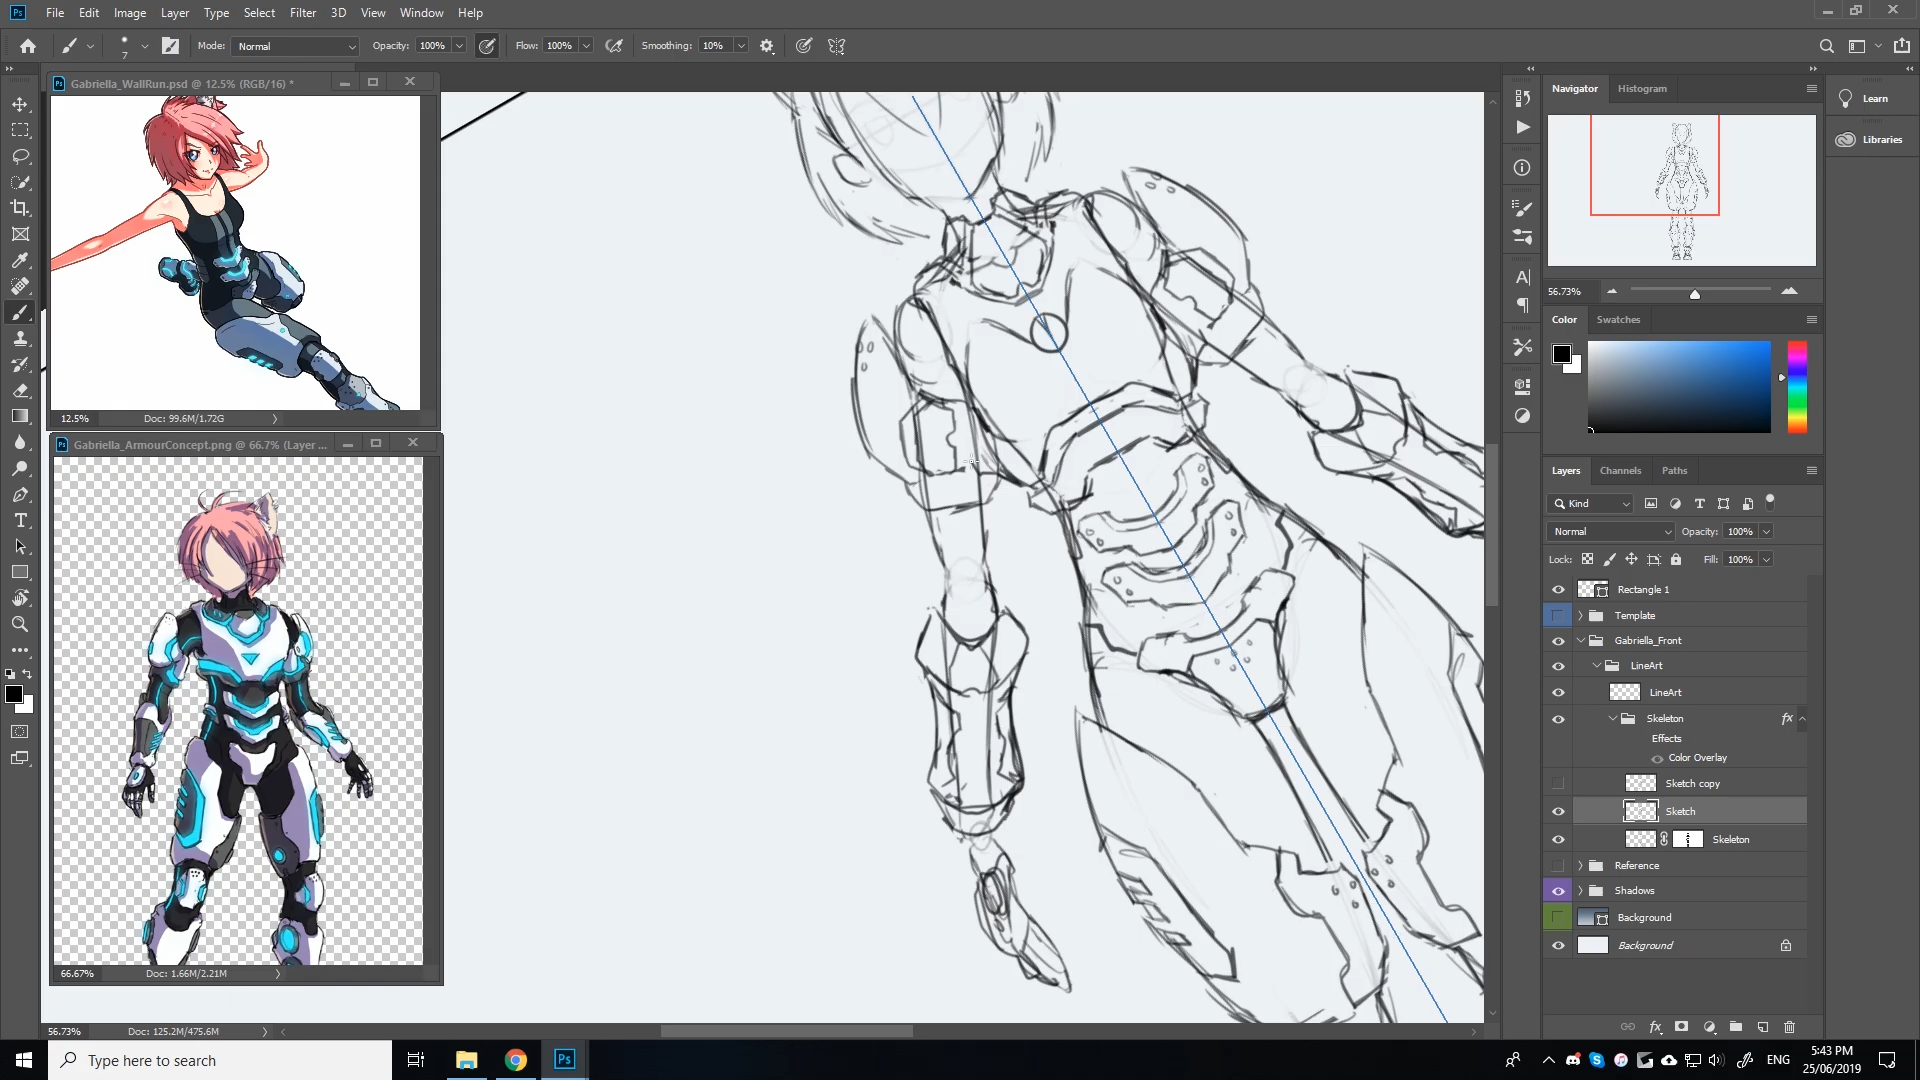 Ps File Edit Image Layer Type Select Filter 3D View Window Help
7 Mode: Normal Opacity: 100% Flow: 100% Smoothing: 10%
Gabriella_WallRun.psd @ 12.5% (RGB/16) *
12.5% Doc: 99.6M/1.72G
Gabriella_ArmourConcept.png @ 66.7% (Layer ...
66.67% Doc: 1.66M/2.21M
56.73% Doc: 125.2M/475.6M
Navigator Histogram
56.73%
Color Swatches
Layers Channels Paths
Kind
Normal Opacity: 100%
Lock: Fill: 100%
Rectangle 1
Template
Gabriella_Front
LineArt
LineArt
Skeleton fx
Effects
Color Overlay
Sketch copy
Sketch
Skeleton
Reference
Shadows
Background
Background
Learn
Libraries
Type here to search
Ps
ENG
5:43 PM
25/06/2019